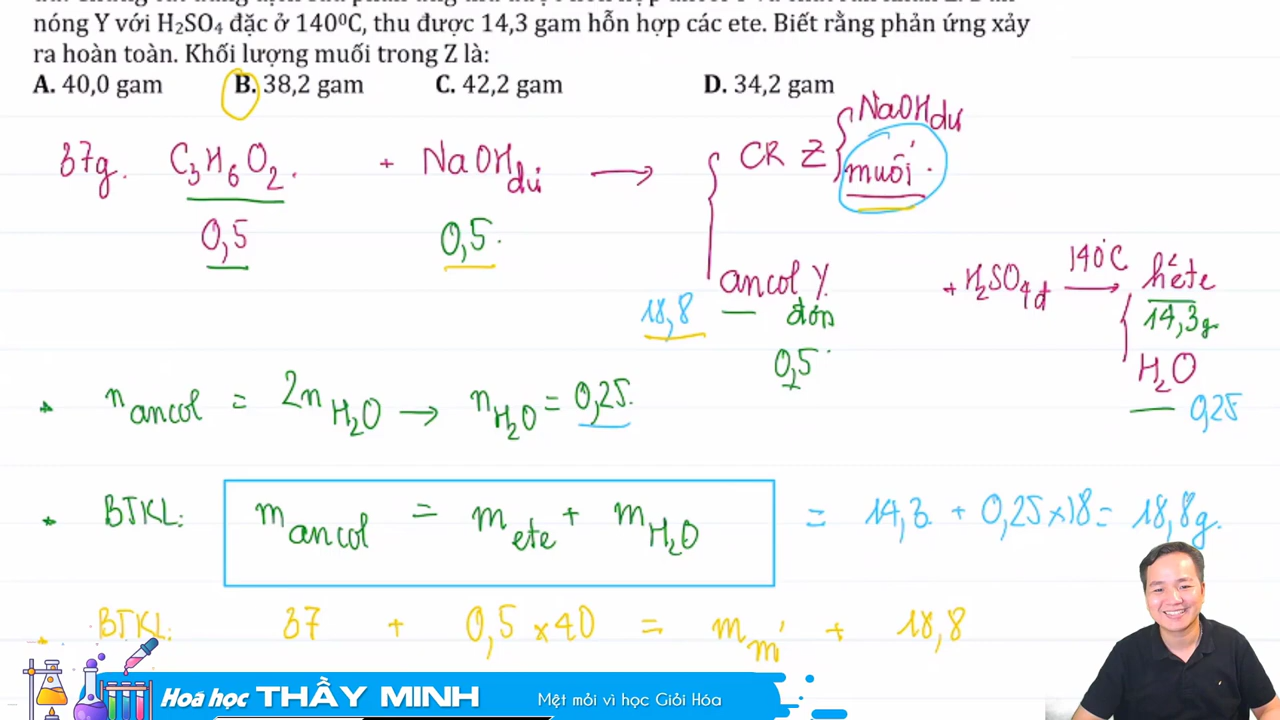 nóng Y với H₂SO₄ đặc ở 140⁰C, thu được 14,3 gam hỗn hợp các ete. Biết rằng phản ứng xảy
ra hoàn toàn. Khối lượng muối trong Z là:
A. 40,0 gam B. 38,2 gam C. 42,2 gam D. 34,2 gam
37g. C₃H₆O₂ + NaOH dư → CR Z { NaOH dư
muối
0,5 0,5
ancol Y + H₂SO₄ đ 140°C → h² ete
18,8 đơn 14,3g
0,5 H₂O
0,25
n ancol = 2n H₂O → n H₂O = 0,25
BTKL: m ancol = m ete + m H₂O = 14,3 + 0,25×18 = 18,8g.
BTKL: 37 + 0,5×40 = m m' + 18,8
Hoá học THẦY MINH Mệt mỏi vì học Giỏi Hóa